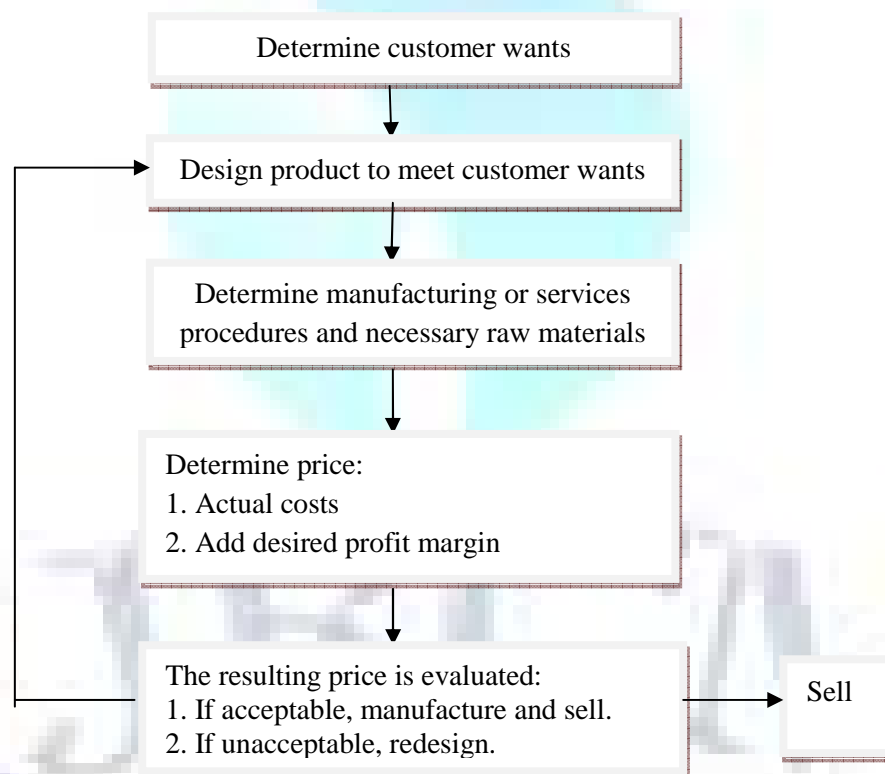 Determine customer wants
Design product to meet customer wants
Determine manufacturing or services
procedures and necessary raw materials
Determine price:
1. Actual costs
2. Add desired profit margin
The resulting price is evaluated:
1. If acceptable, manufacture and sell.
2. If unacceptable, redesign.
Sell